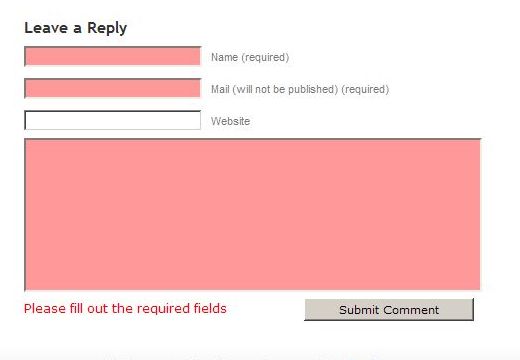 Leave a Reply
Name (required)
Mail (will not be published) (required)
Website
Please fill out the required fields
Submit Comment